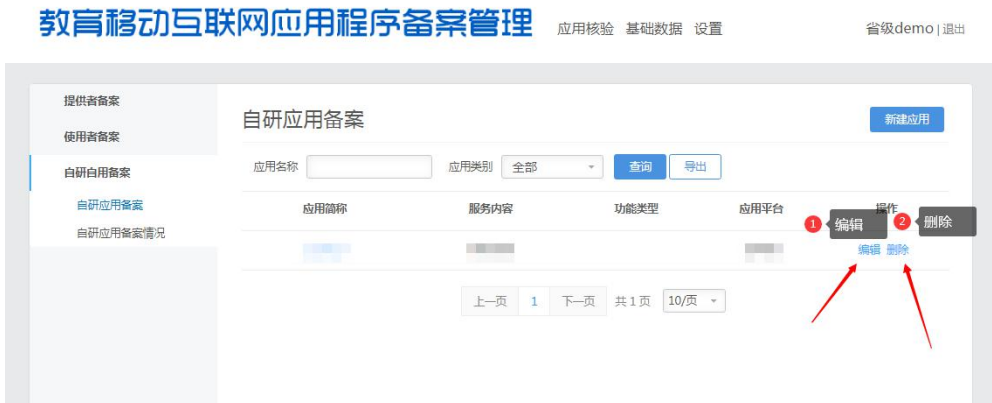 教育移动互联网应用程序备案管理 应用核验 基础数据 设置 省级demo | 退出
提供者备案
使用者备案
自研自用备案
自研应用备案
自研应用备案情况
自研应用备案 新建应用
应用名称 应用类别 全部 查询 导出
应用简称 服务内容 功能类型 应用平台 操作
1 编辑 2 删除
编辑 删除
上一页 1 下一页 共 1 页 10/页